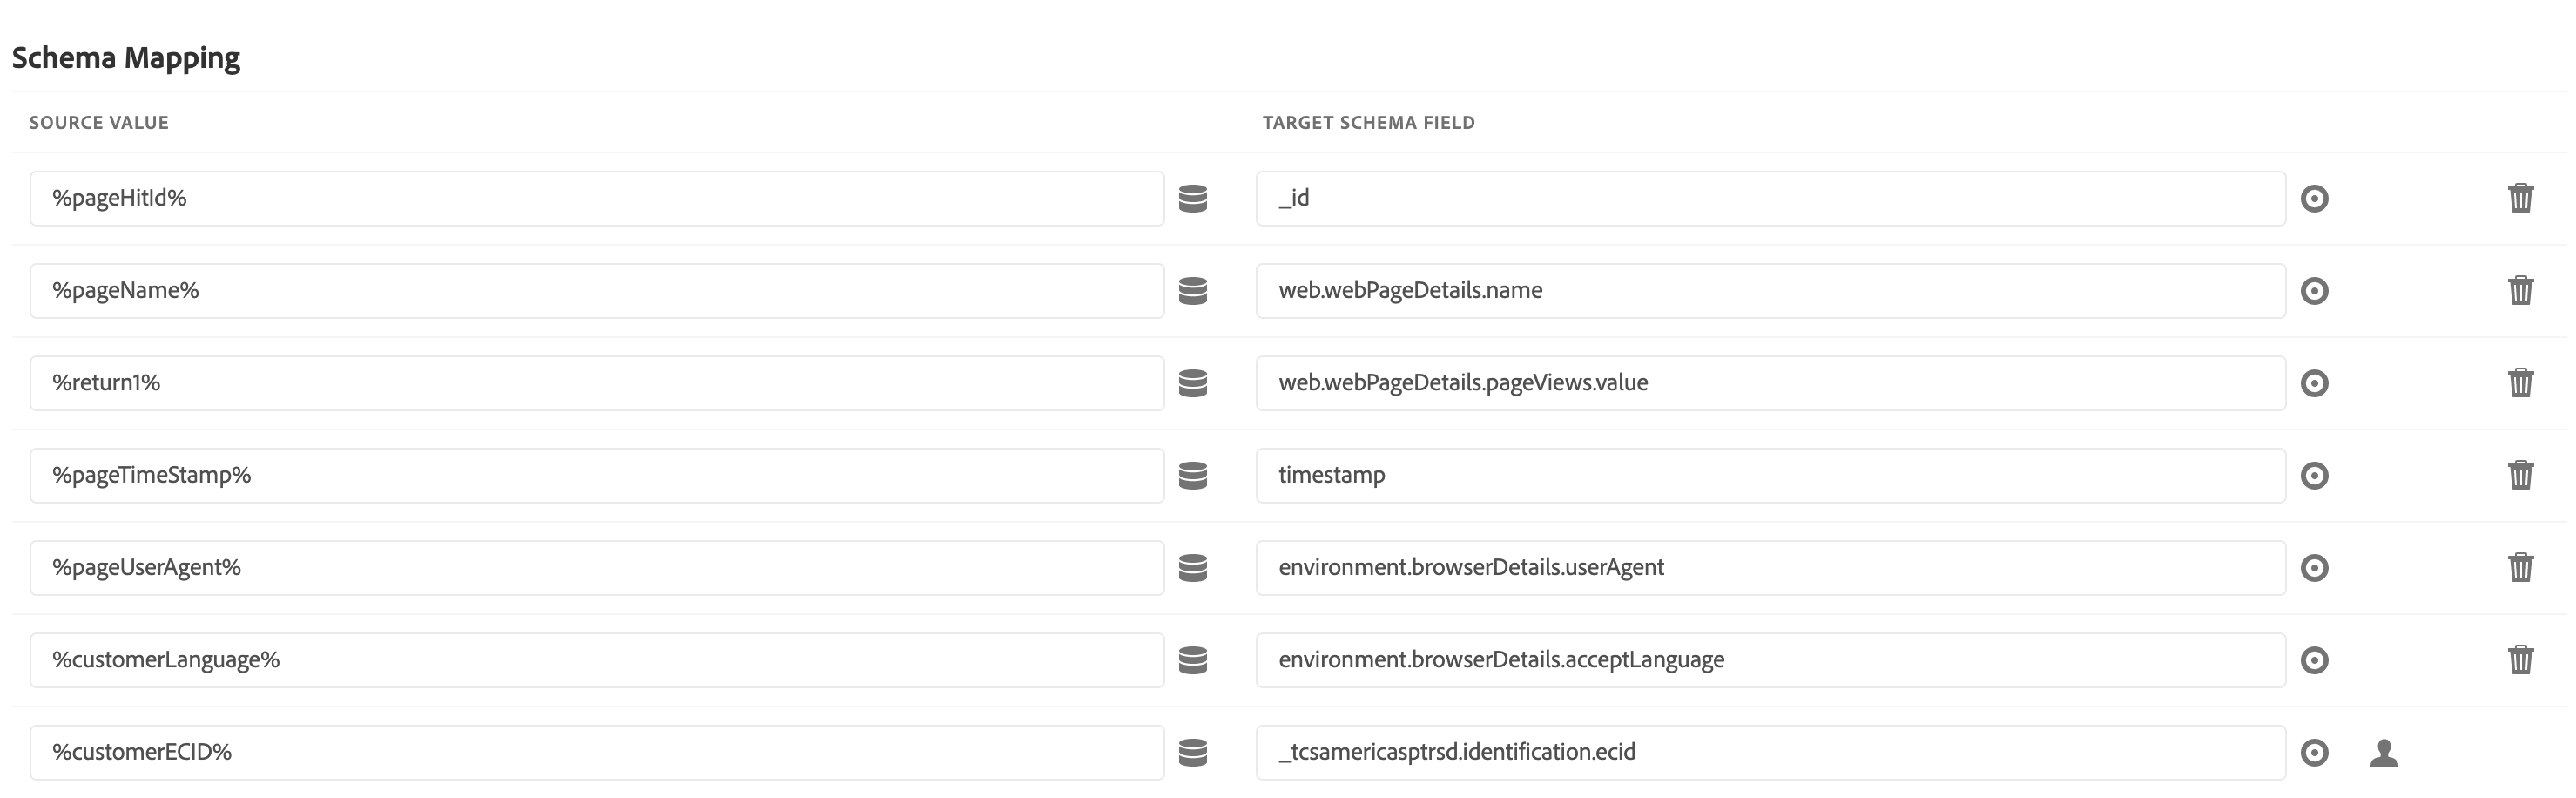 Schema Mapping
SOURCE VALUE TARGET SCHEMA FIELD
%pageHitId% _id
%pageName% web.webPageDetails.name
%return1% web.webPageDetails.pageViews.value
%pageTimeStamp% timestamp
%pageUserAgent% environment.browserDetails.userAgent
%customerLanguage% environment.browserDetails.acceptLanguage
%customerECID% _tcsamericasptrsd.identification.ecid